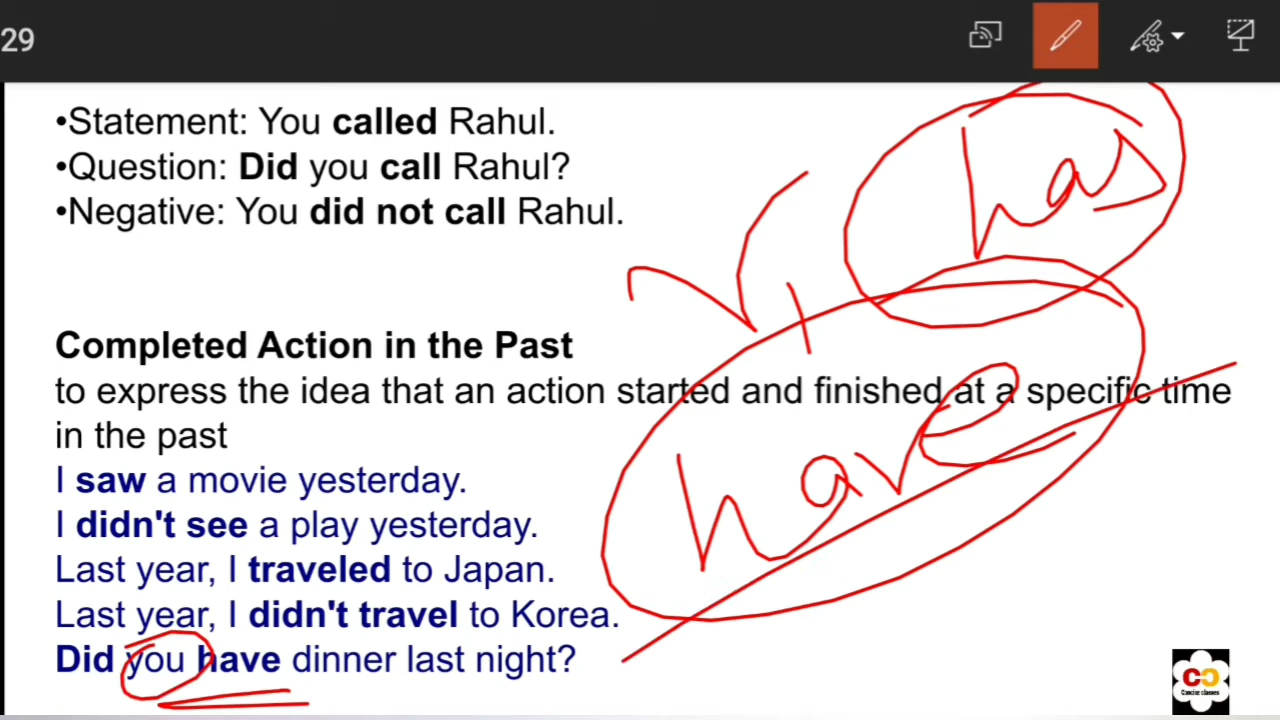 29
•Statement: You called Rahul.
•Question: Did you call Rahul?
•Negative: You did not call Rahul.
has
Completed Action in the Past
to express the idea that an action started and finished at a specific time
in the past
have
I saw a movie yesterday.
I didn't see a play yesterday.
Last year, I traveled to Japan.
Last year, I didn't travel to Korea.
Did you have dinner last night?
CC
Concise classes